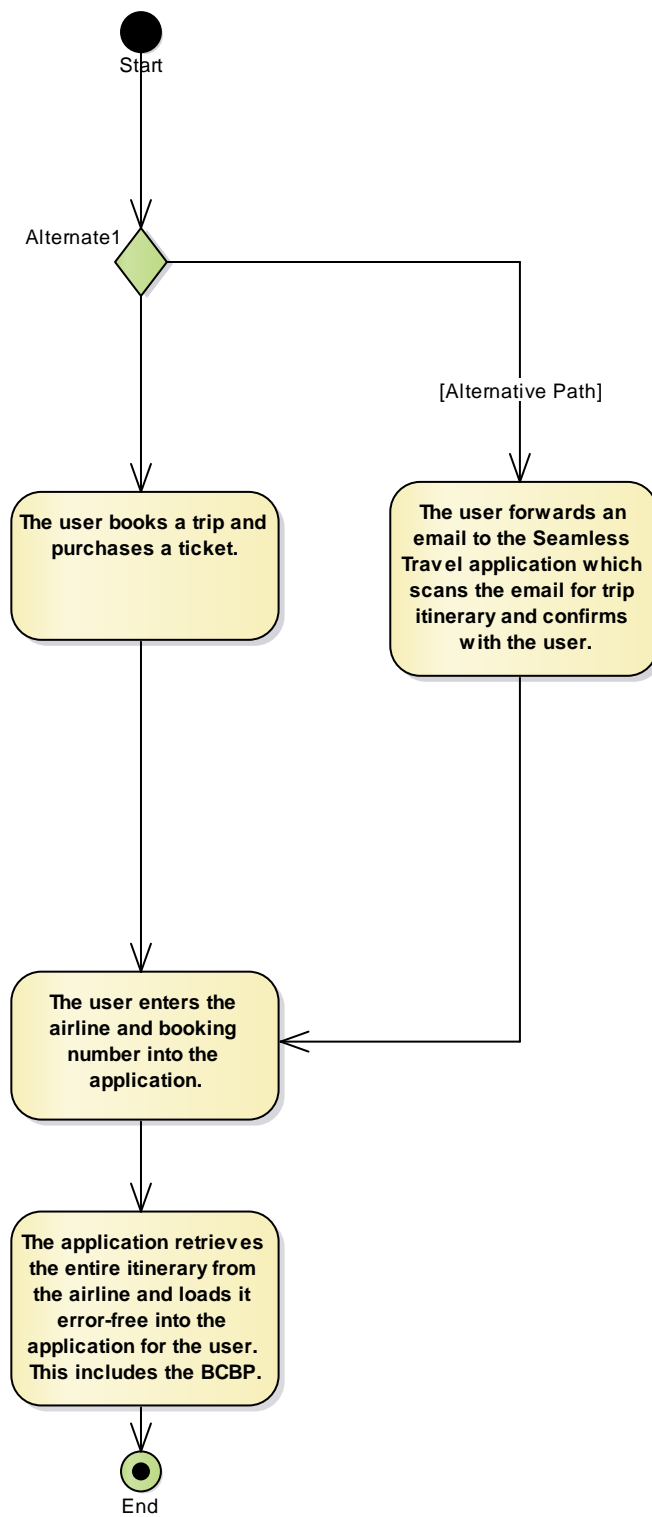 Start
Alternate1
[Alternative Path]
The user books a trip and
purchases a ticket.
The user forwards an
email to the Seamless
Travel application which
scans the email for trip
itinerary and confirms
with the user.
The user enters the
airline and booking
number into the
application.
The application retrieves
the entire itinerary from
the airline and loads it
error-free into the
application for the user.
This includes the BCBP.
End